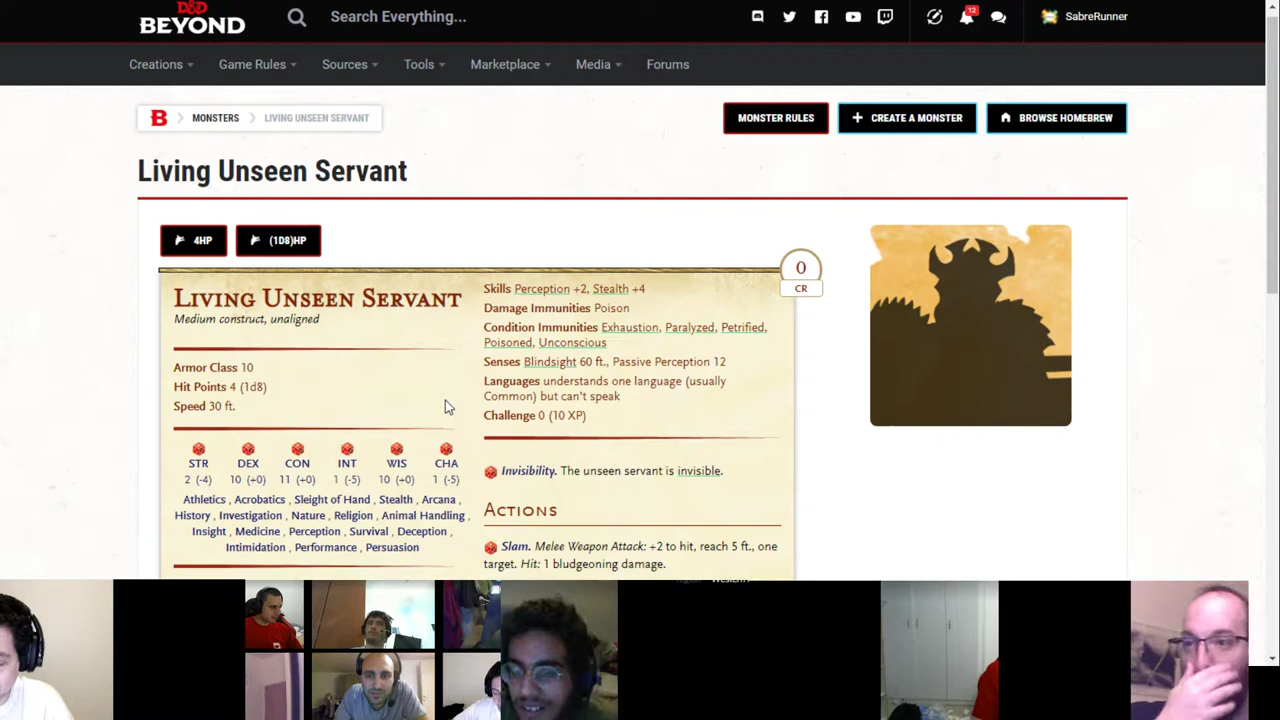 D&D
BEYOND
Search Everything...
12
SabreRunner
Creations
Game Rules
Sources
Tools
Marketplace
Media
Forums
B
MONSTERS
LIVING UNSEEN SERVANT
MONSTER RULES
+ CREATE A MONSTER
BROWSE HOMEBREW
Living Unseen Servant
4HP
(1D8)HP
0
CR
Living Unseen Servant
Medium construct, unaligned
Armor Class 10
Hit Points 4 (1d8)
Speed 30 ft.
STR DEX CON INT WIS CHA
2 (-4) 10 (+0) 11 (+0) 1 (-5) 10 (+0) 1 (-5)
Athletics , Acrobatics , Sleight of Hand , Stealth , Arcana ,
History , Investigation , Nature , Religion , Animal Handling ,
Insight , Medicine , Perception , Survival , Deception ,
Intimidation , Performance , Persuasion
Skills Perception +2, Stealth +4
Damage Immunities Poison
Condition Immunities Exhaustion, Paralyzed, Petrified,
Poisoned, Unconscious
Senses Blindsight 60 ft., Passive Perception 12
Languages understands one language (usually
Common) but can't speak
Challenge 0 (10 XP)
Invisibility. The unseen servant is invisible.
Actions
Slam. Melee Weapon Attack: +2 to hit, reach 5 ft., one
target. Hit: 1 bludgeoning damage.